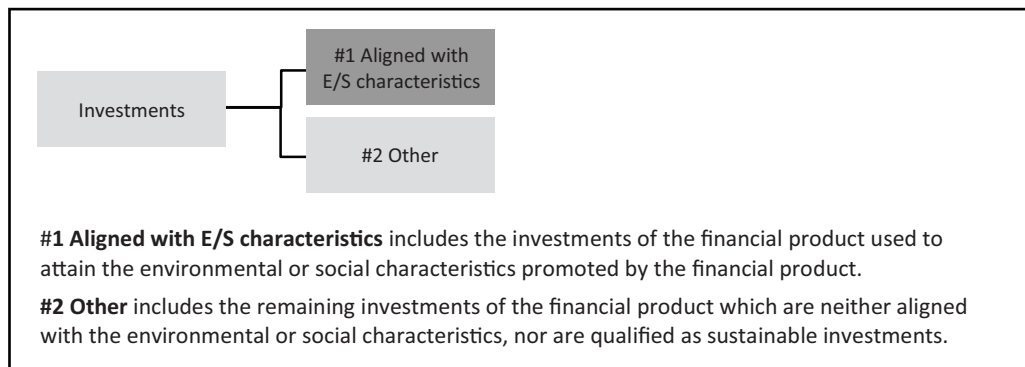 #1 Aligned with
E/S characteristics
Investments
#2 Other
#1 Aligned with E/S characteristics includes the investments of the financial product used to
attain the environmental or social characteristics promoted by the financial product.
#2 Other includes the remaining investments of the financial product which are neither aligned
with the environmental or social characteristics, nor are qualified as sustainable investments.